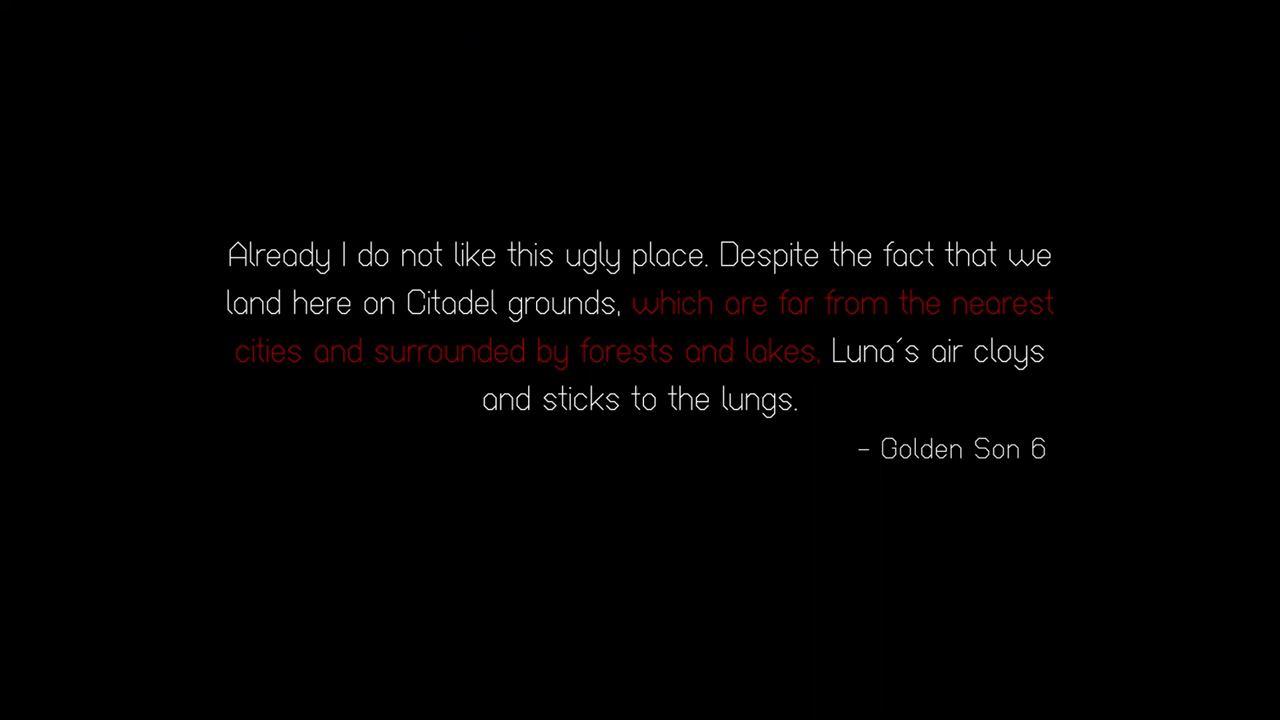 Already I do not like this ugly place. Despite the fact that we
land here on Citadel grounds, which are far from the nearest
cities and surrounded by forests and lakes, Luna´s air cloys
and sticks to the lungs.
– Golden Son 6